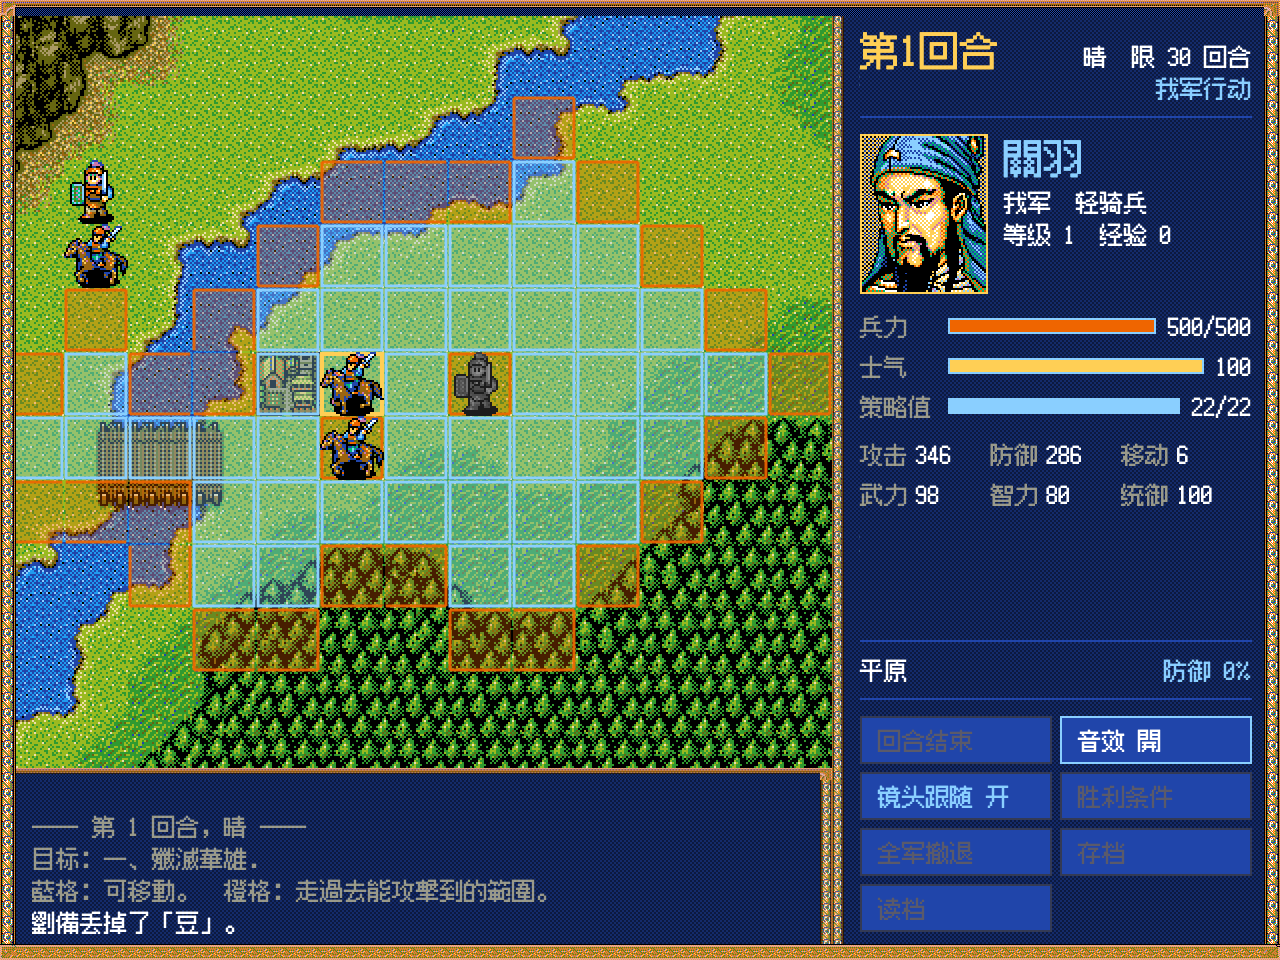 第1回合
晴 限 30 回合
我军行动
關羽
我军 轻骑兵
等级 1 经验 0
兵力 500/500
士气 100
策略值 22/22
攻击 346 防御 286 移动 6
武力 98 智力 80 统御 100
平原 防御 0%
回合结束 音效 開
镜头跟随 开 胜利条件
全军撤退 存档
读档
—— 第 1 回合，晴 ——
目标：一、殲滅華雄.
藍格：可移動。 橙格：走過去能攻擊到的範圍。
劉備丟掉了「豆」。